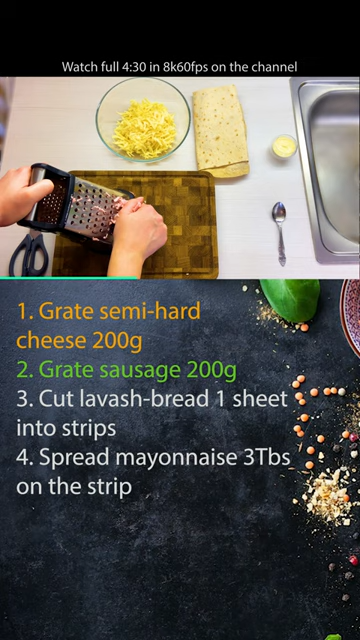 Watch full 4:30 in 8k60fps on the channel
1. Grate semi-hard
cheese 200g
2. Grate sausage 200g
3. Cut lavash-bread 1 sheet
into strips
4. Spread mayonnaise 3Tbs
on the strip